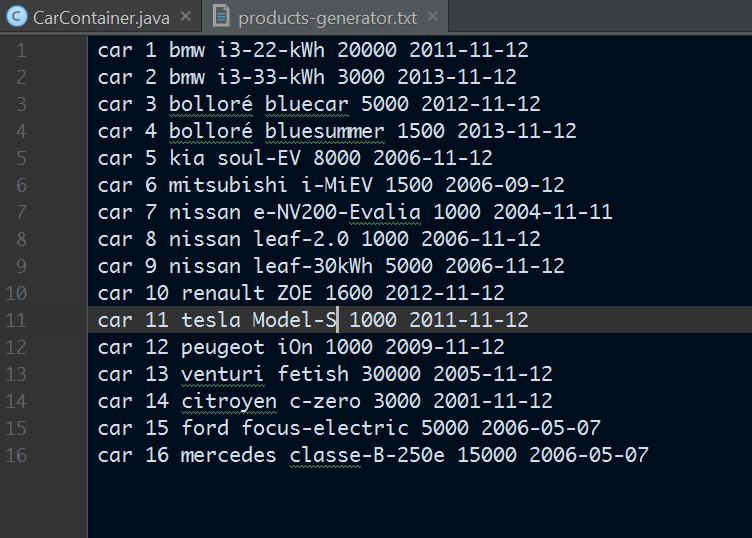 C CarContainer.java × products-generator.txt ×
1 car 1 bmw i3-22-kWh 20000 2011-11-12
2 car 2 bmw i3-33-kWh 3000 2013-11-12
3 car 3 bolloré bluecar 5000 2012-11-12
4 car 4 bolloré bluesummer 1500 2013-11-12
5 car 5 kia soul-EV 8000 2006-11-12
6 car 6 mitsubishi i-MiEV 1500 2006-09-12
7 car 7 nissan e-NV200-Evalia 1000 2004-11-11
8 car 8 nissan leaf-2.0 1000 2006-11-12
9 car 9 nissan leaf-30kWh 5000 2006-11-12
10 car 10 renault ZOE 1600 2012-11-12
11 car 11 tesla Model-S 1000 2011-11-12
12 car 12 peugeot iOn 1000 2009-11-12
13 car 13 venturi fetish 30000 2005-11-12
14 car 14 citroyen c-zero 3000 2001-11-12
15 car 15 ford focus-electric 5000 2006-05-07
16 car 16 mercedes classe-B-250e 15000 2006-05-07